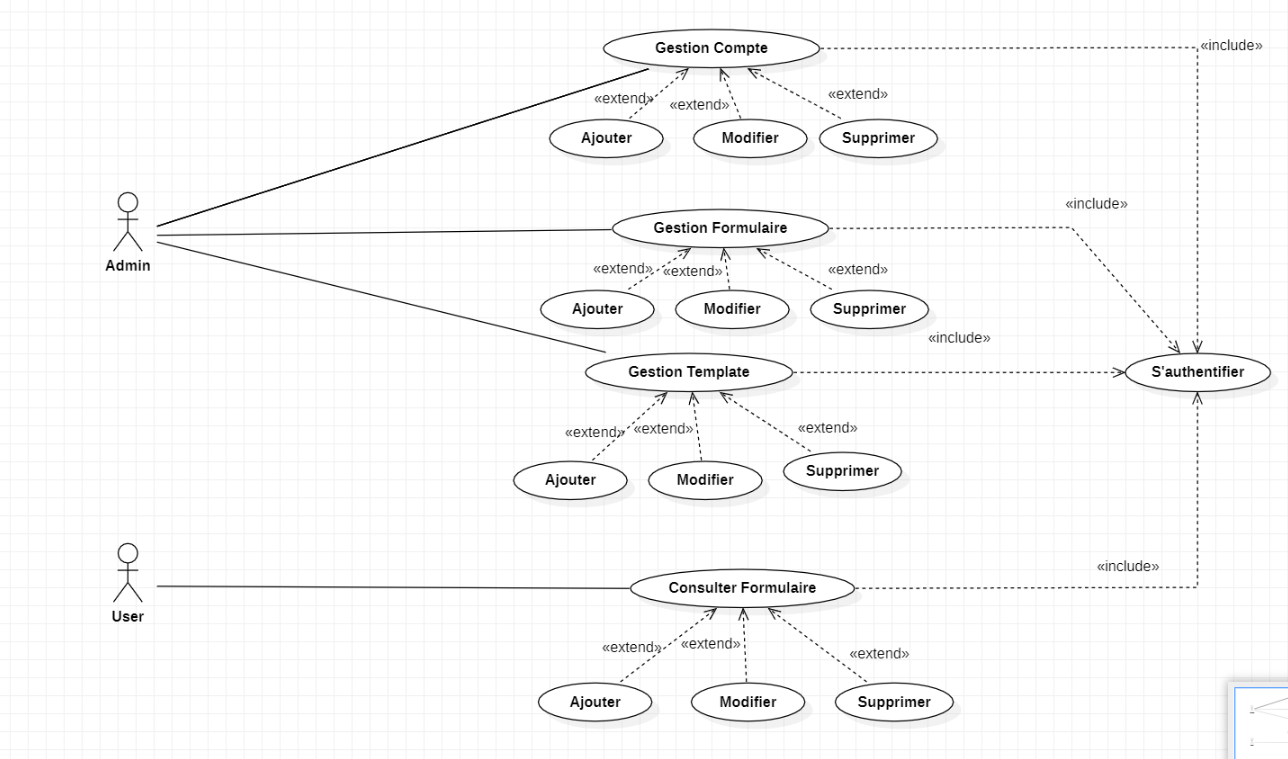 Gestion Compte
«include»
«extend»
«extend»
«extend»
Ajouter
Modifier
Supprimer
«include»
Gestion Formulaire
Admin
«extend»
«extend»
«extend»
Ajouter
Modifier
Supprimer
«include»
Gestion Template
S'authentifier
«extend»
«extend»
«extend»
Ajouter
Modifier
Supprimer
«include»
User
Consulter Formulaire
«extend»
«extend»
«extend»
Ajouter
Modifier
Supprimer